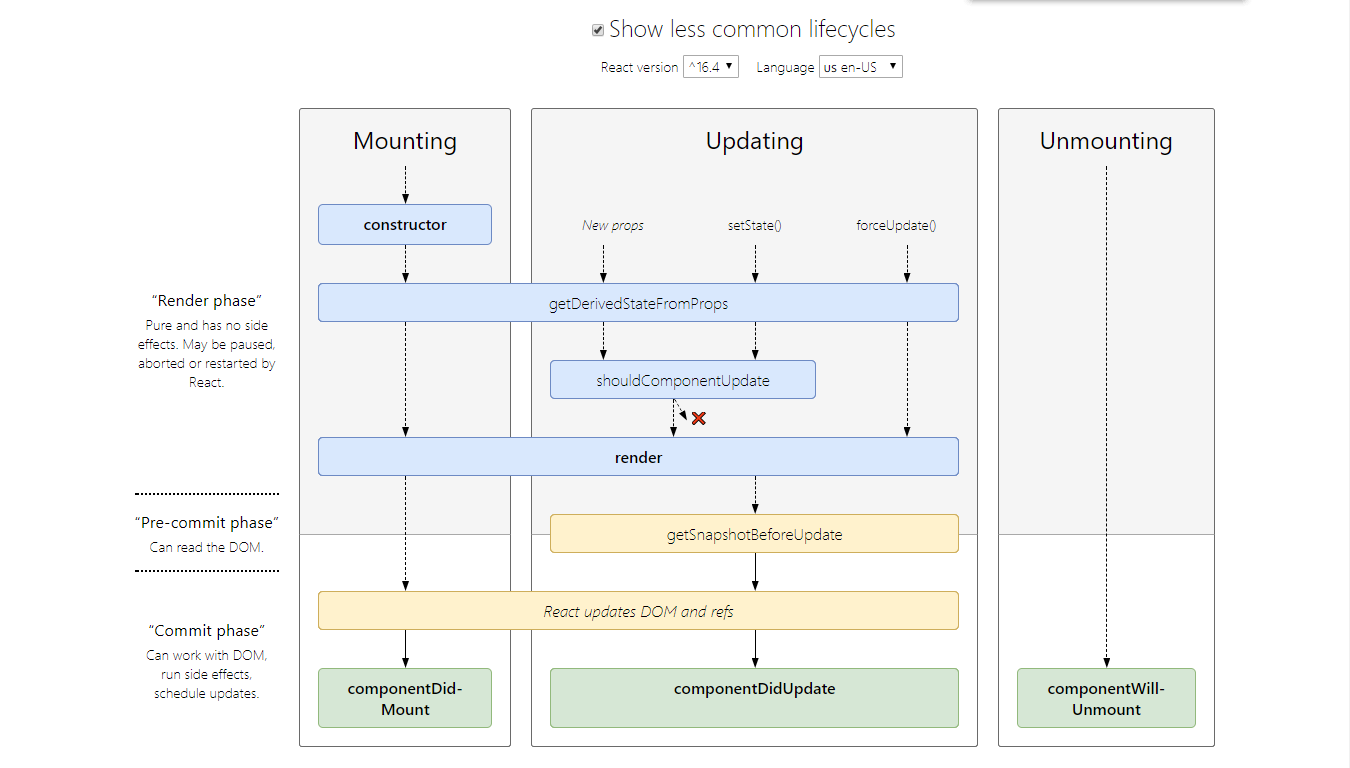 Show less common lifecycles
React version ^16.4 Language us en-US
Mounting
Updating
Unmounting
constructor
New props
setState()
forceUpdate()
"Render phase"
Pure and has no side
effects. May be paused,
aborted or restarted by
React.
getDerivedStateFromProps
shouldComponentUpdate
render
“Pre-commit phase”
Can read the DOM.
getSnapshotBeforeUpdate
React updates DOM and refs
“Commit phase”
Can work with DOM,
run side effects,
schedule updates.
componentDid-
Mount
componentDidUpdate
componentWill-
Unmount